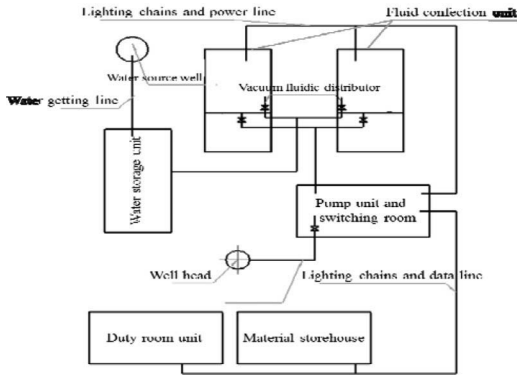 Lighting chains and power line
Fluid confection unit
Water source well
Vacuum fluidic distributor
Water getting line
Water storage unit
Pump unit and
switching room
Well head
Lighting chains and data line
Duty room unit
Material storehouse